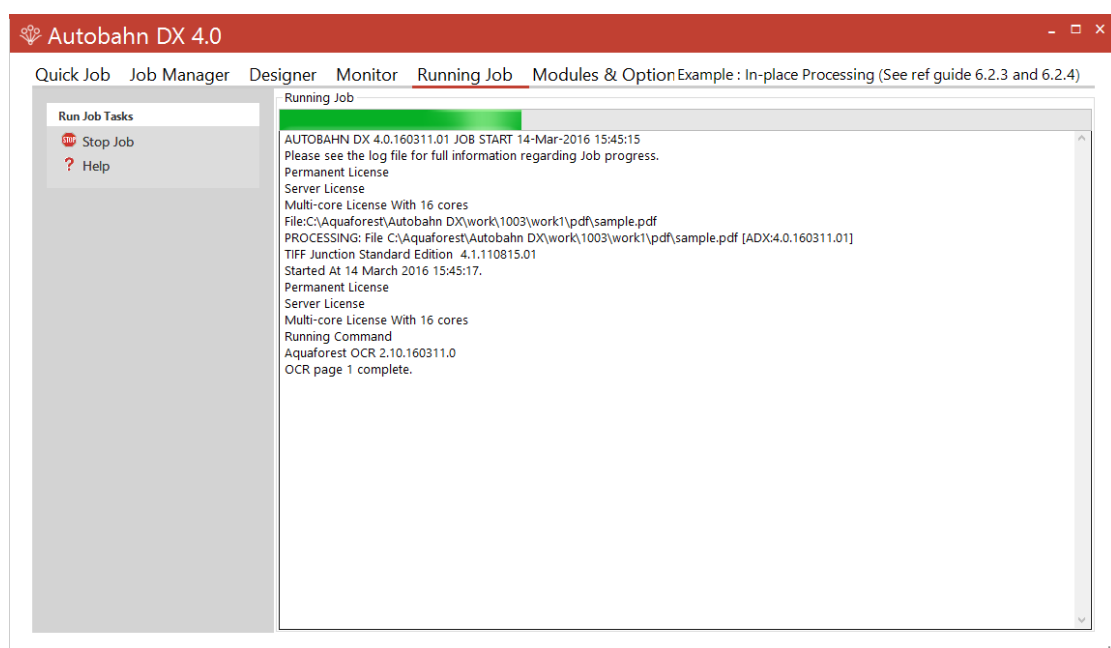 Autobahn DX 4.0
Quick Job Job Manager Designer Monitor Running Job Modules & Option Example : In-place Processing (See ref guide 6.2.3 and 6.2.4)
Run Job Tasks
STOP Stop Job
? Help
Running Job
AUTOBAHN DX 4.0.160311.01 JOB START 14-Mar-2016 15:45:15
Please see the log file for full information regarding Job progress.
Permanent License
Server License
Multi-core License With 16 cores
File:C:\Aquaforest\Autobahn DX\work\1003\work1\pdf\sample.pdf
PROCESSING: File C:\Aquaforest\Autobahn DX\work\1003\work1\pdf\sample.pdf [ADX:4.0.160311.01]
TIFF Junction Standard Edition 4.1.110815.01
Started At 14 March 2016 15:45:17.
Permanent License
Server License
Multi-core License With 16 cores
Running Command
Aquaforest OCR 2.10.160311.0
OCR page 1 complete.